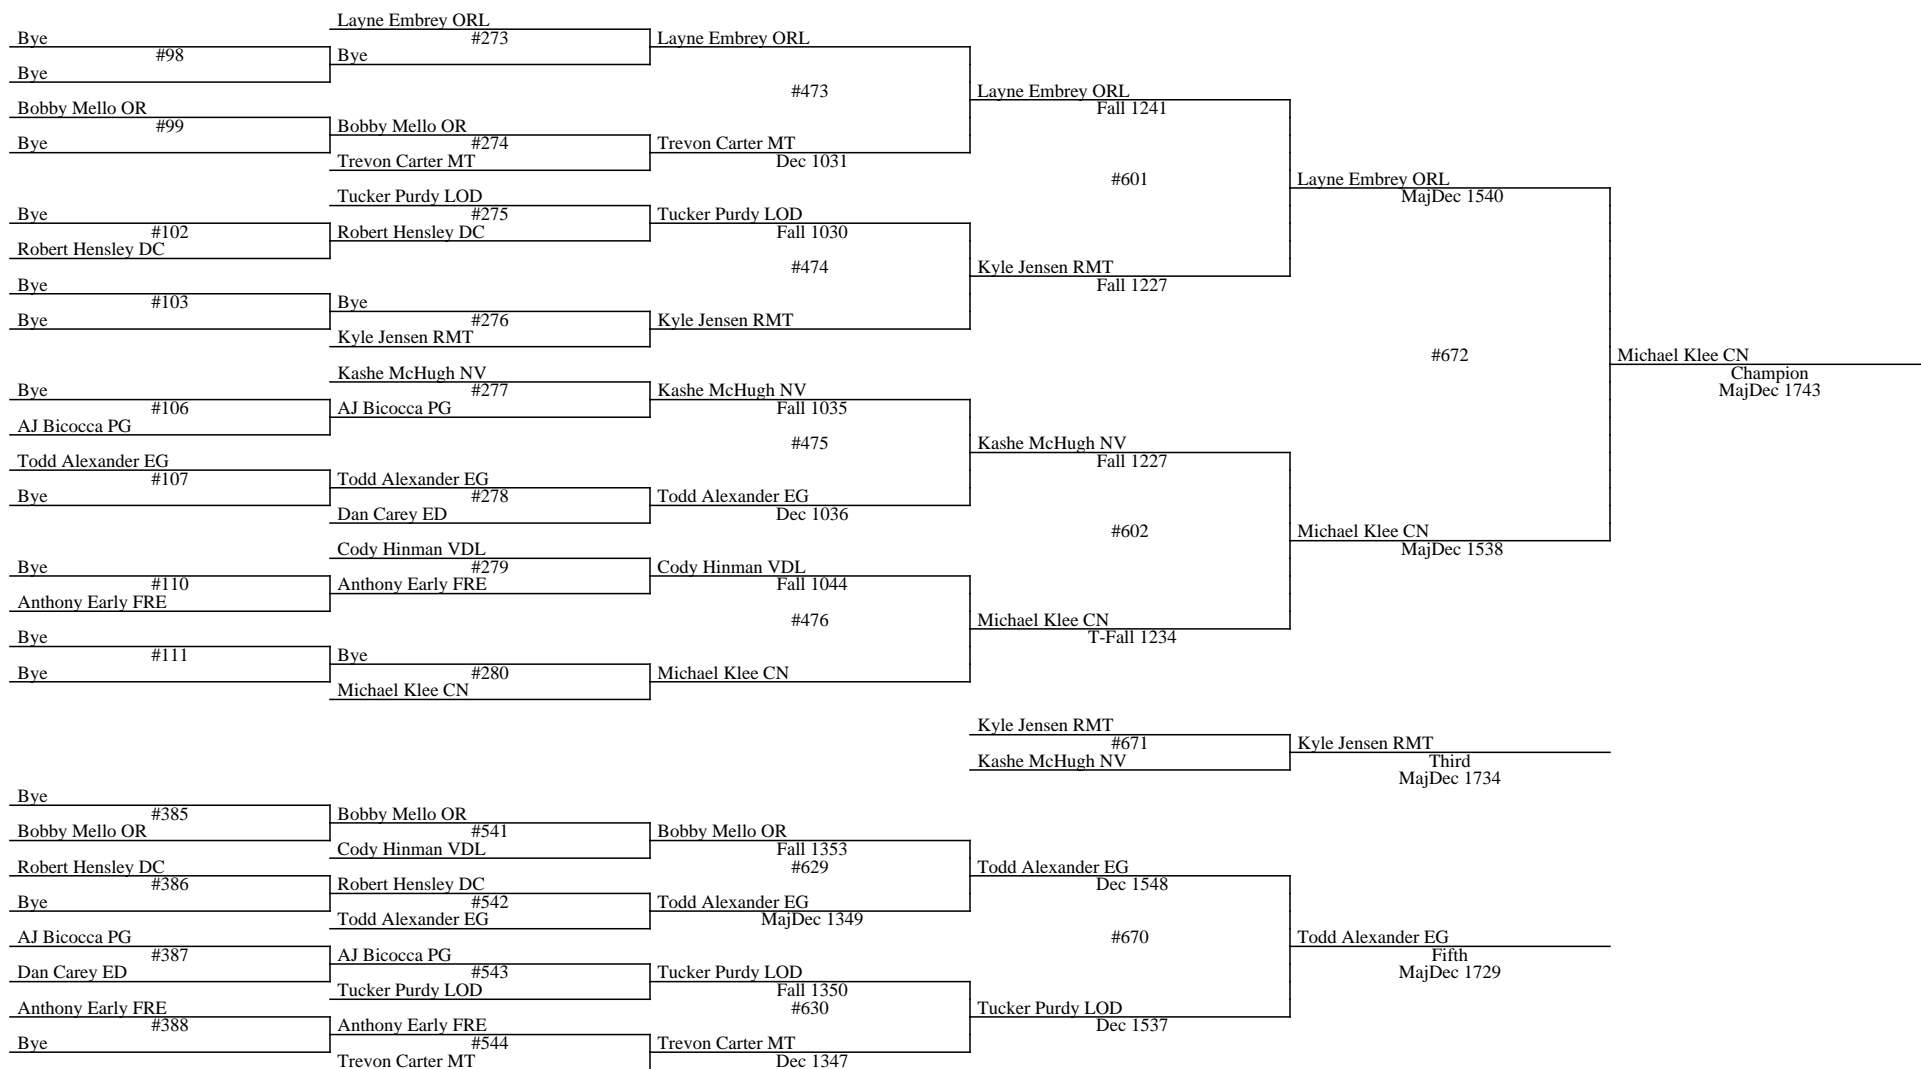 Layne Embrey ORL
Bye
#273
Layne Embrey ORL
#98
Bye
Bye
#473
Layne Embrey ORL
Fall 1241
Bobby Mello OR
#99
Bobby Mello OR
Bye
#274
Trevon Carter MT
Trevon Carter MT
Dec 1031
#601
Layne Embrey ORL
MajDec 1540
Tucker Purdy LOD
Bye
#275
Tucker Purdy LOD
#102
Robert Hensley DC
Fall 1030
Robert Hensley DC
#474
Kyle Jensen RMT
Fall 1227
Bye
#103
Bye
Bye
#276
Kyle Jensen RMT
Kyle Jensen RMT
#672
Michael Klee CN
Champion
MajDec 1743
Kashe McHugh NV
Bye
#277
Kashe McHugh NV
#106
AJ Bicocca PG
Fall 1035
AJ Bicocca PG
#475
Kashe McHugh NV
Fall 1227
Todd Alexander EG
#107
Todd Alexander EG
Bye
#278
Todd Alexander EG
Dan Carey ED
Dec 1036
#602
Michael Klee CN
MajDec 1538
Cody Hinman VDL
Bye
#279
Cody Hinman VDL
#110
Anthony Early FRE
Fall 1044
Anthony Early FRE
#476
Michael Klee CN
T-Fall 1234
Bye
#111
Bye
Bye
#280
Michael Klee CN
Michael Klee CN
Kyle Jensen RMT
#671
Kyle Jensen RMT
Kashe McHugh NV
Third
MajDec 1734
Bye
#385
Bobby Mello OR
Bobby Mello OR
#541
Bobby Mello OR
Cody Hinman VDL
Fall 1353
Robert Hensley DC
#629
Todd Alexander EG
#386
Robert Hensley DC
Dec 1548
Bye
#542
Todd Alexander EG
Todd Alexander EG
MajDec 1349
AJ Bicocca PG
#670
Todd Alexander EG
#387
AJ Bicocca PG
Fifth
Dan Carey ED
#543
Tucker Purdy LOD
MajDec 1729
Tucker Purdy LOD
Fall 1350
Anthony Early FRE
#630
Tucker Purdy LOD
#388
Anthony Early FRE
Dec 1537
Bye
#544
Trevon Carter MT
Trevon Carter MT
Dec 1347